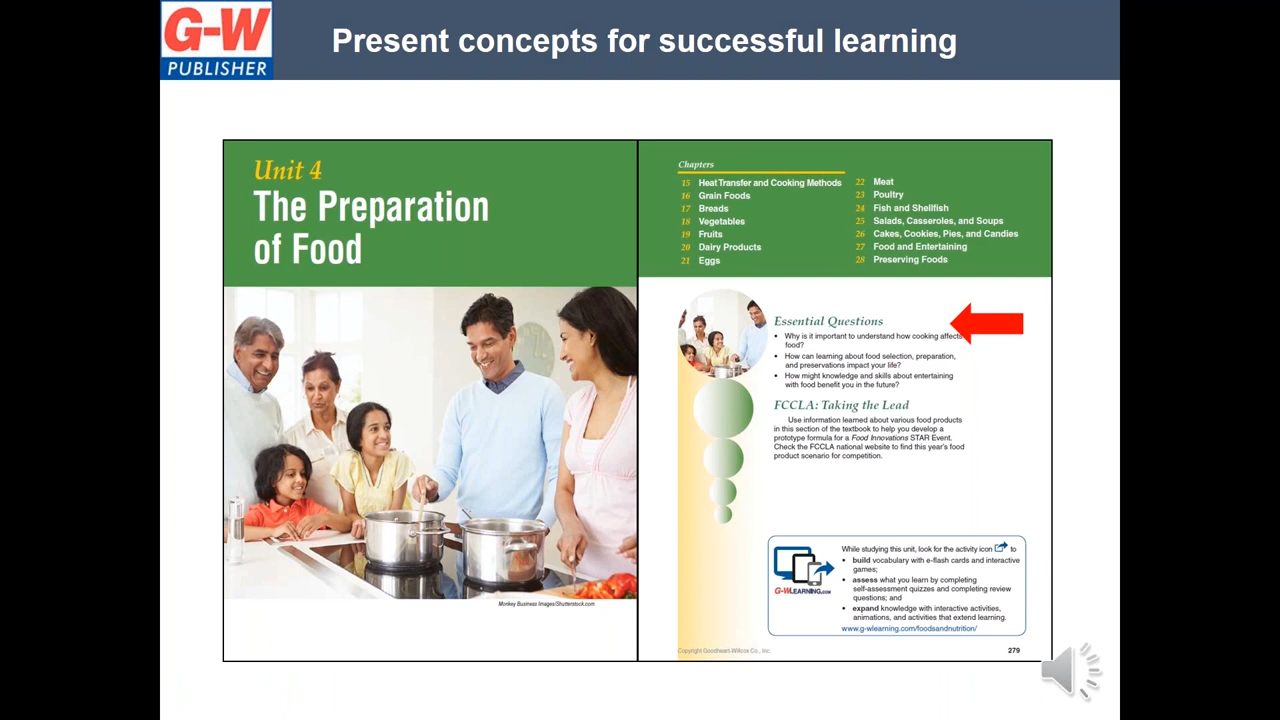 G-W
PUBLISHER
Present concepts for successful learning
Unit 4
The Preparation
of Food
Monkey Business Images/Shutterstock.com
Chapters
15 Heat Transfer and Cooking Methods
16 Grain Foods
17 Breads
18 Vegetables
19 Fruits
20 Dairy Products
21 Eggs
22 Meat
23 Poultry
24 Fish and Shellfish
25 Salads, Casseroles, and Soups
26 Cakes, Cookies, Pies, and Candies
27 Food and Entertaining
28 Preserving Foods
Essential Questions
• Why is it important to understand how cooking affects
food?
• How can learning about food selection, preparation,
and preservations impact your life?
• How might knowledge and skills about entertaining
with food benefit you in the future?
FCCLA: Taking the Lead
Use information learned about various food products
in this section of the textbook to help you develop a
prototype formula for a Food Innovations STAR Event.
Check the FCCLA national website to find this year's food
product scenario for competition.
G-WLEARNING.COM
While studying this unit, look for the activity icon to
• build vocabulary with e-flash cards and interactive
games;
• assess what you learn by completing
self-assessment quizzes and completing review
questions; and
• expand knowledge with interactive activities,
animations, and activities that extend learning.
www.g-wlearning.com/foodsandnutrition/
Copyright Goodheart-Willcox Co., Inc.
279